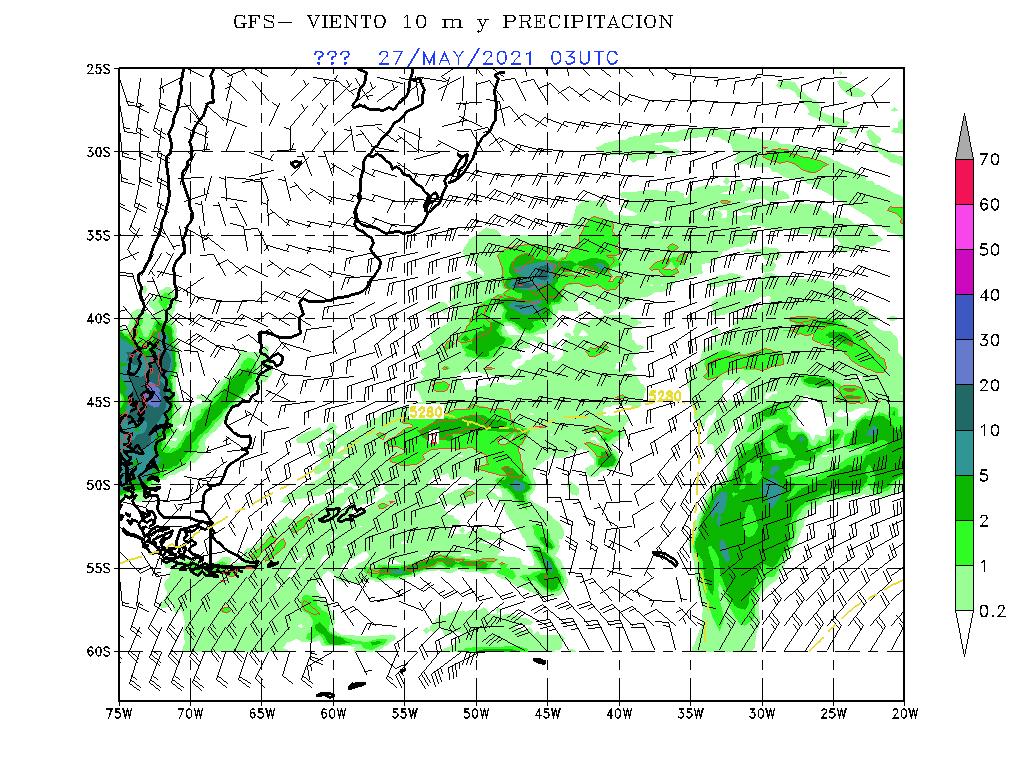 GFS- VIENTO 10 m y PRECIPITACION
??? 27/MAY/2021 03UTC
25S
30S
35S
40S
45S
50S
55S
60S
75W 70W 65W 60W 55W 50W 45W 40W 35W 30W 25W 20W
5280
5280
70
60
50
40
30
20
10
5
2
1
0.2